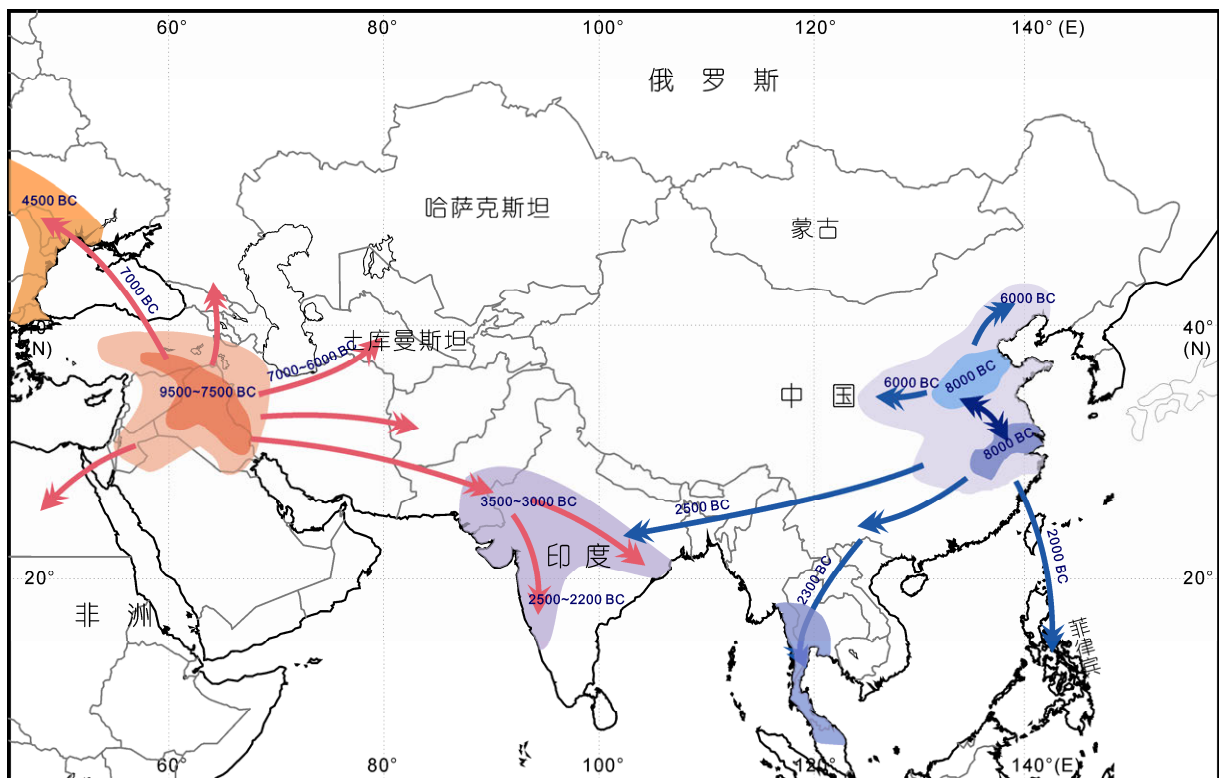 60° 80° 100° 120° 140° (E)
俄 罗 斯
4500 BC
哈萨克斯坦
蒙古
7000 BC
6000 BC
40°
(N)
土库曼斯坦
40°
(N)
7000~6000 BC
9500~7500 BC
中 国
6000 BC
8000 BC
8000 BC
3500~3000 BC
2500 BC
印 度
2000 BC
20°
20°
2300 BC
2500~2200 BC
非 洲
菲律宾
60° 80° 100° 120° 140°(E)